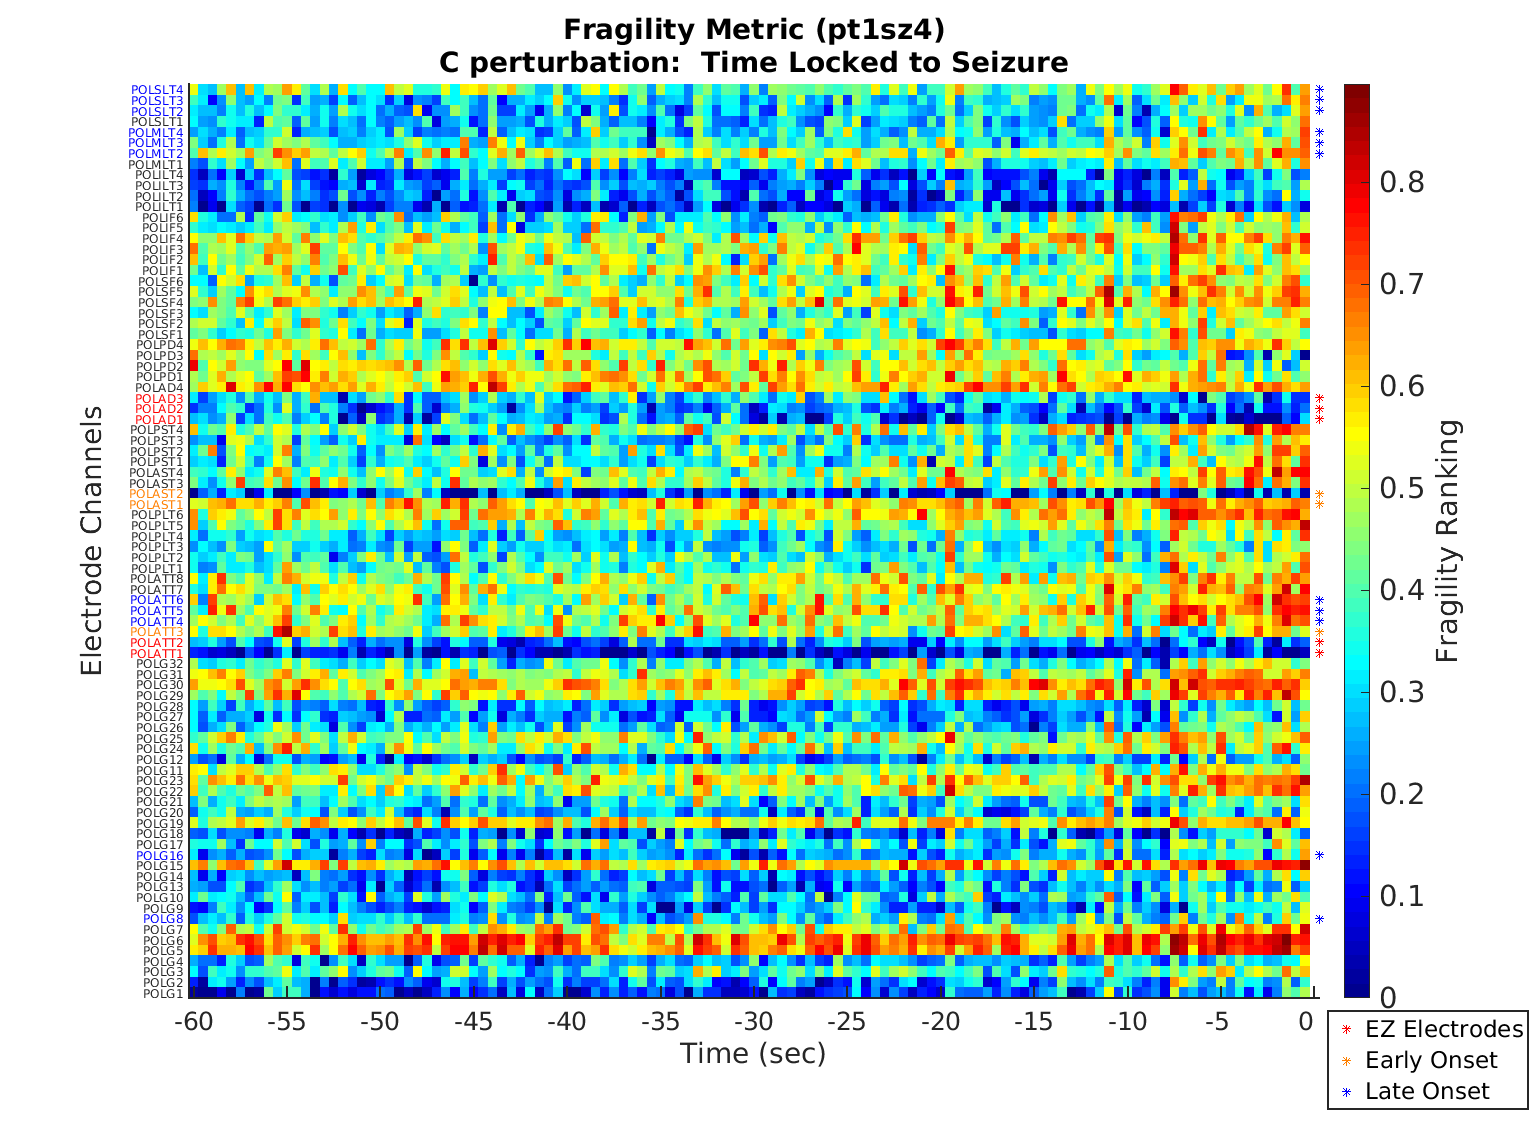 Fragility Metric (pt1sz4)
C perturbation:  Time Locked to Seizure
Electrode Channels
POLSLT4
POLSLT3
POLSLT2
POLSLT1
POLMLT4
POLMLT3
POLMLT2
POLMLT1
POLILT4
POLILT3
POLILT2
POLILT1
POLIF6
POLIF5
POLIF4
POLIF3
POLIF2
POLIF1
POLSF6
POLSF5
POLSF4
POLSF3
POLSF2
POLSF1
POLPD4
POLPD3
POLPD2
POLPD1
POLAD4
POLAD3
POLAD2
POLAD1
POLPST4
POLPST3
POLPST2
POLPST1
POLAST4
POLAST3
POLAST2
POLAST1
POLPLT6
POLPLT5
POLPLT4
POLPLT3
POLPLT2
POLPLT1
POLATT8
POLATT7
POLATT6
POLATT5
POLATT4
POLATT3
POLATT2
POLATT1
POLG32
POLG31
POLG30
POLG29
POLG28
POLG27
POLG26
POLG25
POLG24
POLG12
POLG11
POLG23
POLG22
POLG21
POLG20
POLG19
POLG18
POLG17
POLG16
POLG15
POLG14
POLG13
POLG10
POLG9
POLG8
POLG7
POLG6
POLG5
POLG4
POLG3
POLG2
POLG1
-60 -55 -50 -45 -40 -35 -30 -25 -20 -15 -10 -5 0
Time (sec)
0.8
0.7
0.6
0.5
0.4
0.3
0.2
0.1
0
Fragility Ranking
EZ Electrodes
Early Onset
Late Onset